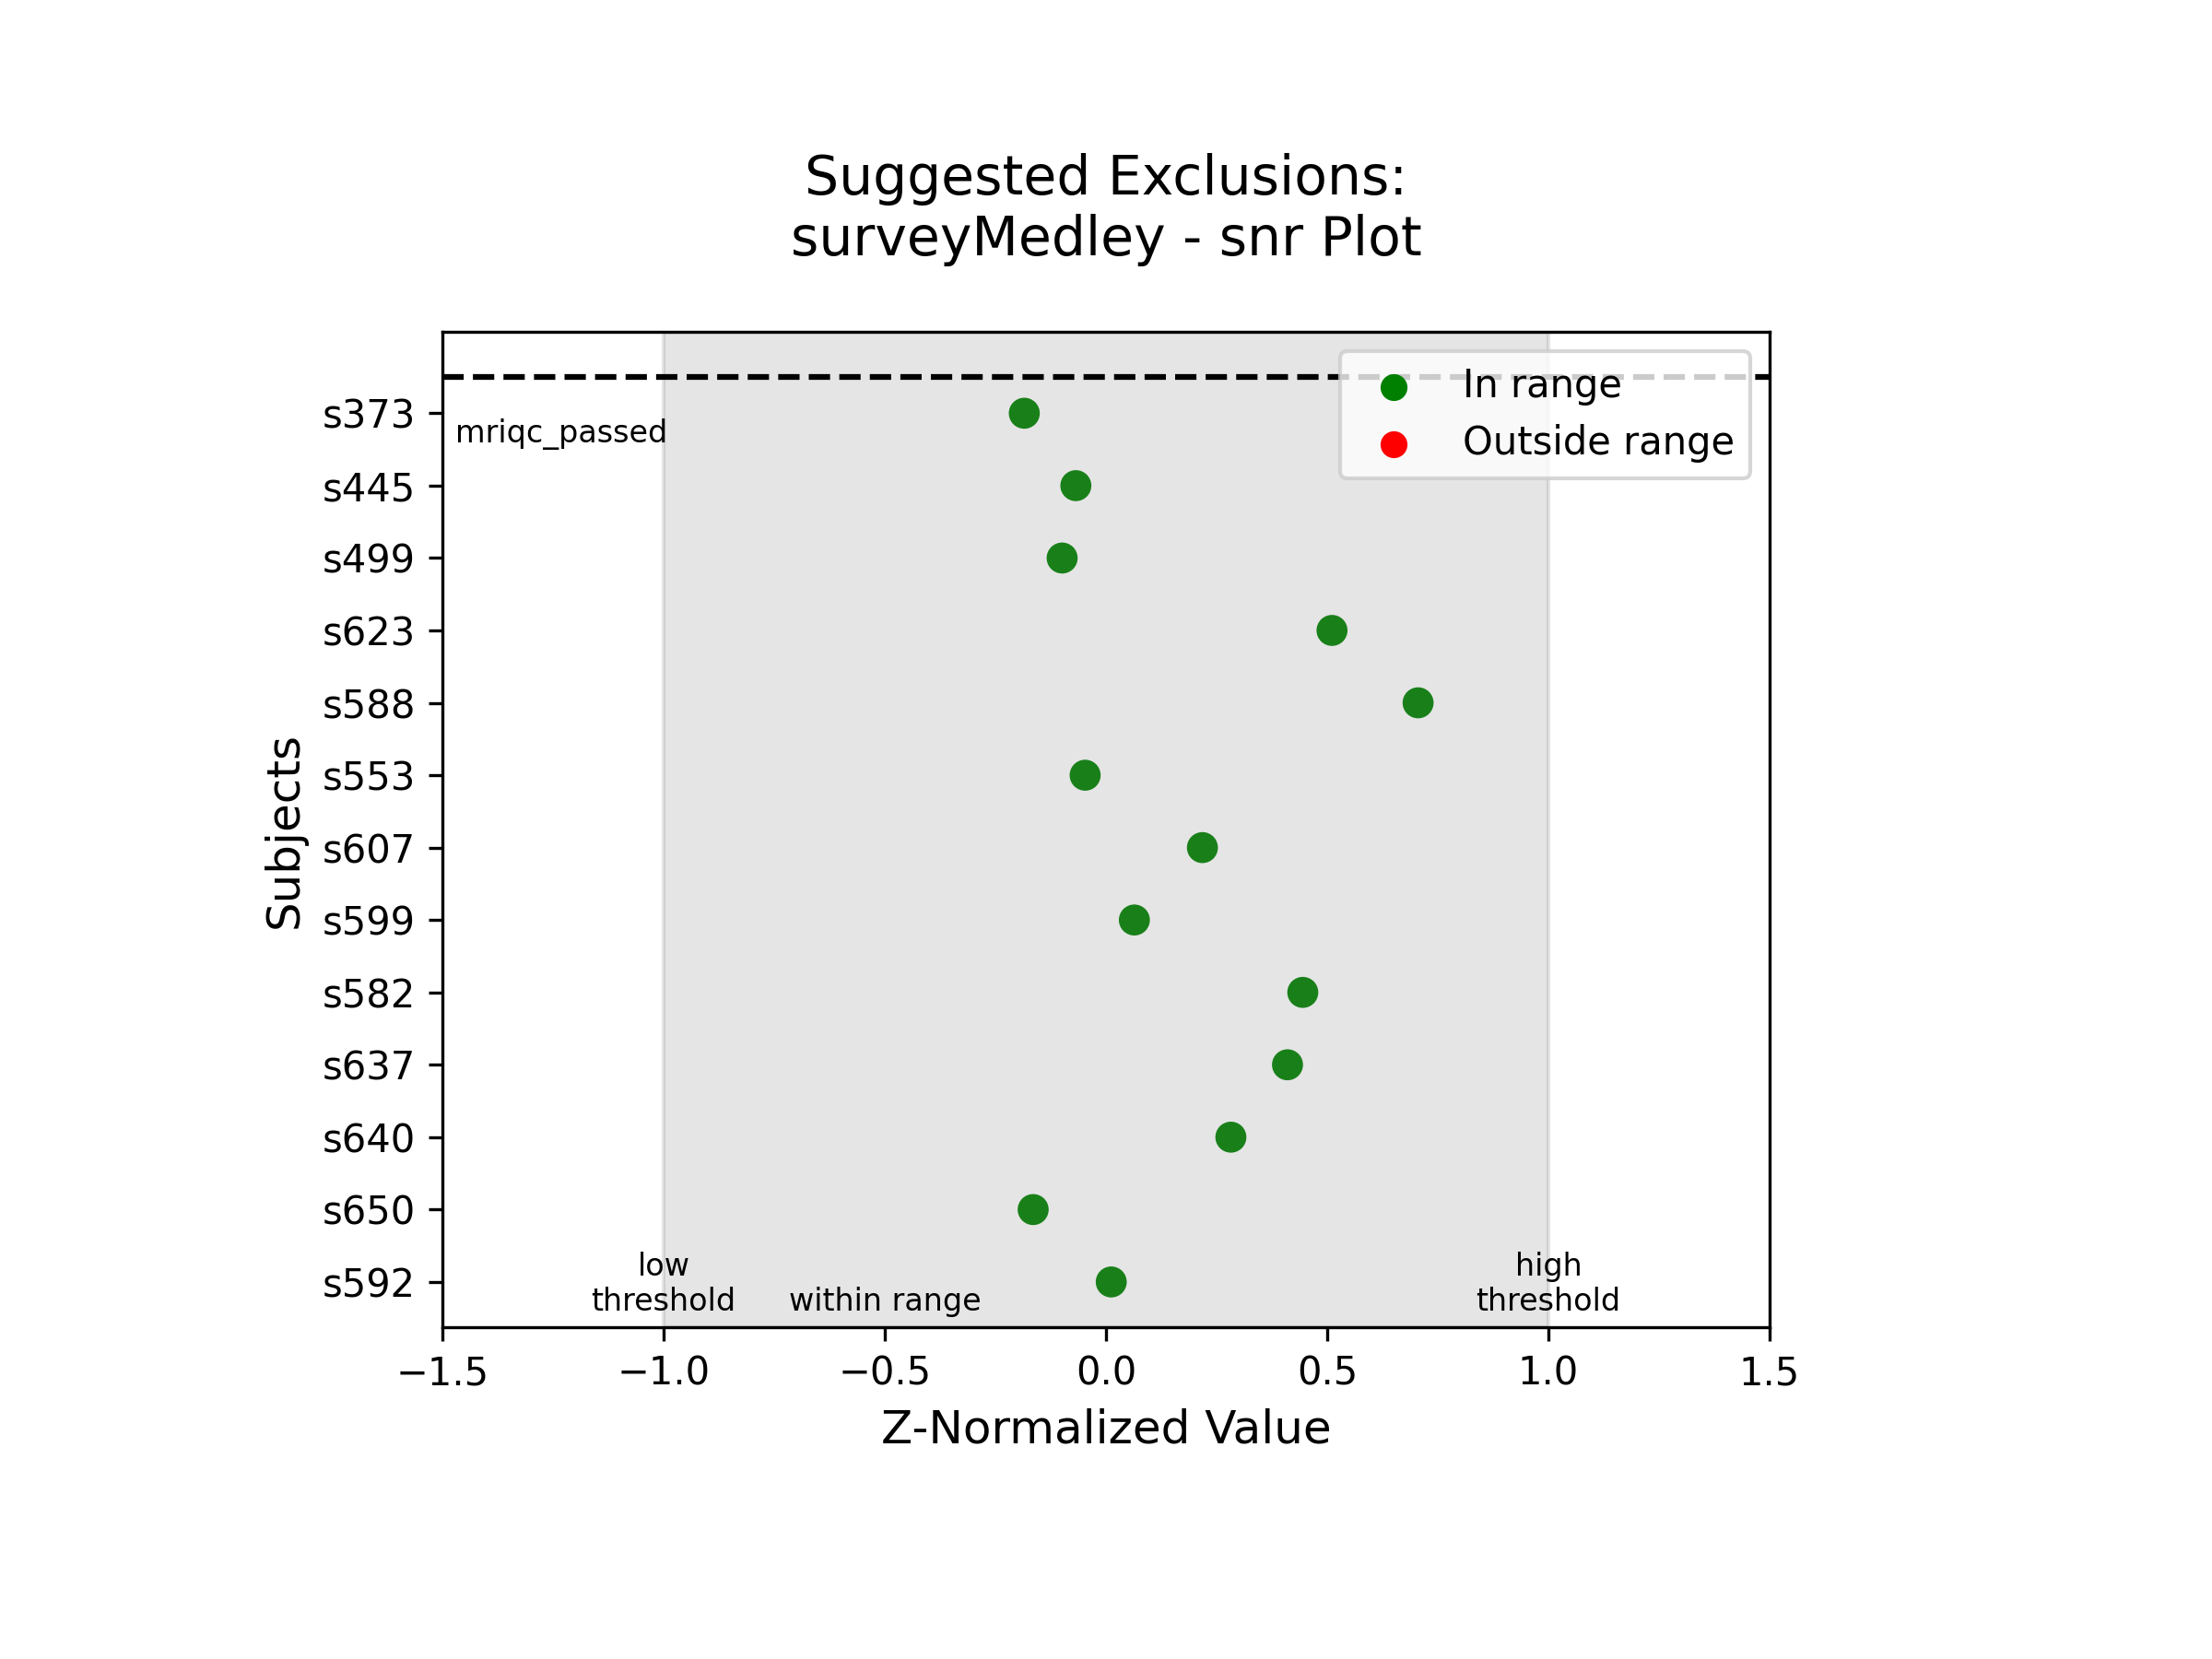 Suggested Exclusions:
surveyMedley - snr Plot
In range
Outside range
mriqc_passed
s373
s445
s499
s623
s588
s553
s607
s599
s582
s637
s640
s650
s592
Subjects
low
threshold
within range
high
threshold
−1.5
−1.0
−0.5
0.0
0.5
1.0
1.5
Z-Normalized Value